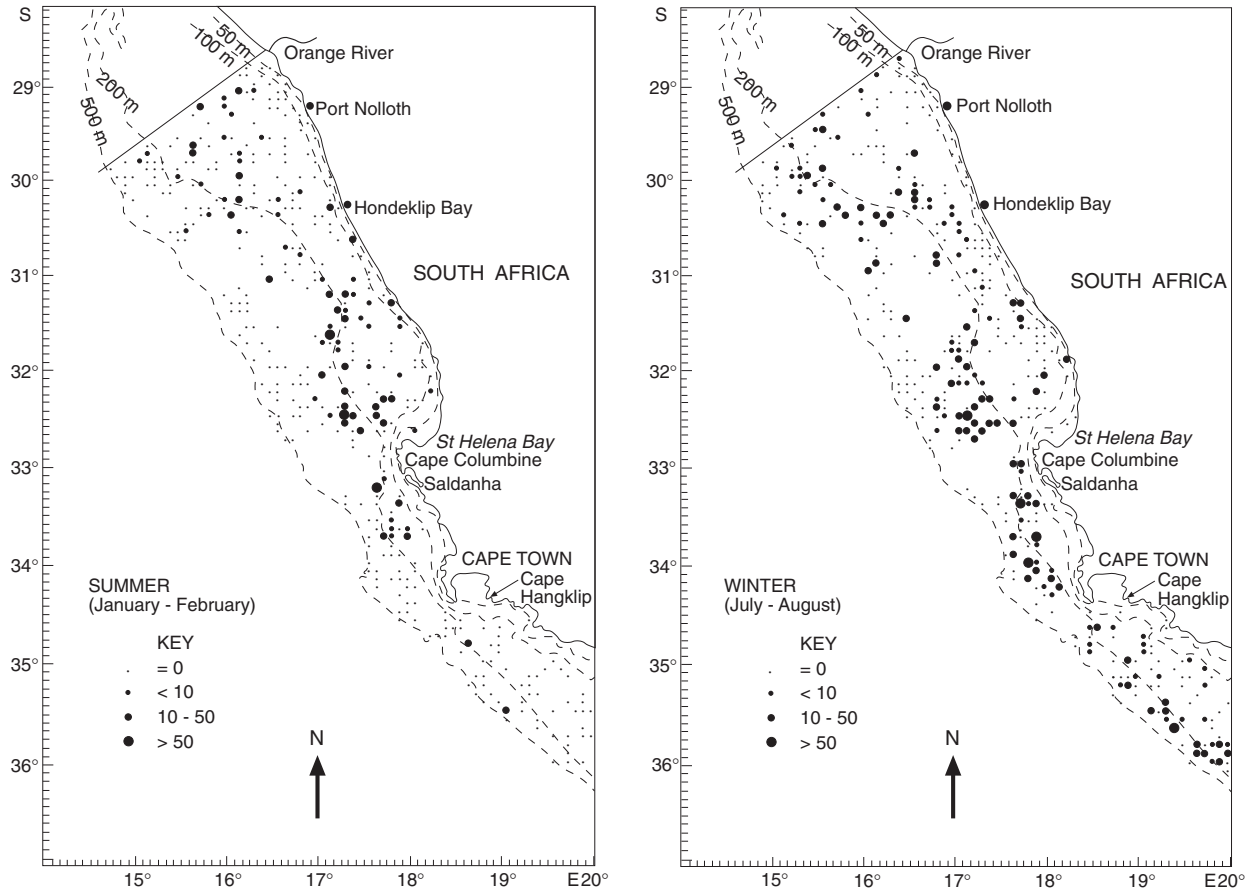 S
50 m
100 m
200 m
500 m
Orange River
Port Nolloth
Hondeklip Bay
SOUTH AFRICA
St Helena Bay
Cape Columbine
Saldanha
CAPE TOWN
Cape
Hangklip
SUMMER
(January - February)
KEY
= 0
< 10
10 - 50
> 50
N
29°
30°
31°
32°
33°
34°
35°
36°
15°
16°
17°
18°
19°
E20°
S
50 m
100 m
200 m
500 m
Orange River
Port Nolloth
Hondeklip Bay
SOUTH AFRICA
St Helena Bay
Cape Columbine
Saldanha
CAPE TOWN
Cape
Hangklip
WINTER
(July - August)
KEY
= 0
< 10
10 - 50
> 50
N
29°
30°
31°
32°
33°
34°
35°
36°
15°
16°
17°
18°
19°
E20°